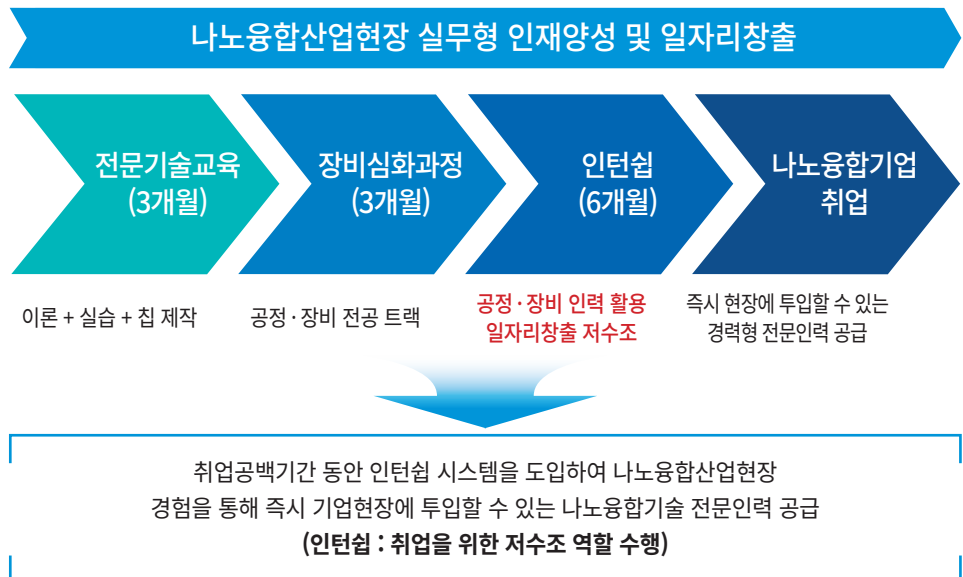 나노융합산업현장 실무형 인재양성 및 일자리창출
전문기술교육
(3개월)
이론 + 실습 + 칩 제작
장비심화과정
(3개월)
공정 · 장비 전공 트랙
인턴쉽
(6개월)
공정 · 장비 인력 활용
일자리창출 저수조
나노융합기업
취업
즉시 현장에 투입할 수 있는
경력형 전문인력 공급
취업공백기간 동안 인턴쉽 시스템을 도입하여 나노융합산업현장
경험을 통해 즉시 기업현장에 투입할 수 있는 나노융합기술 전문인력 공급
(인턴쉽 : 취업을 위한 저수조 역할 수행)